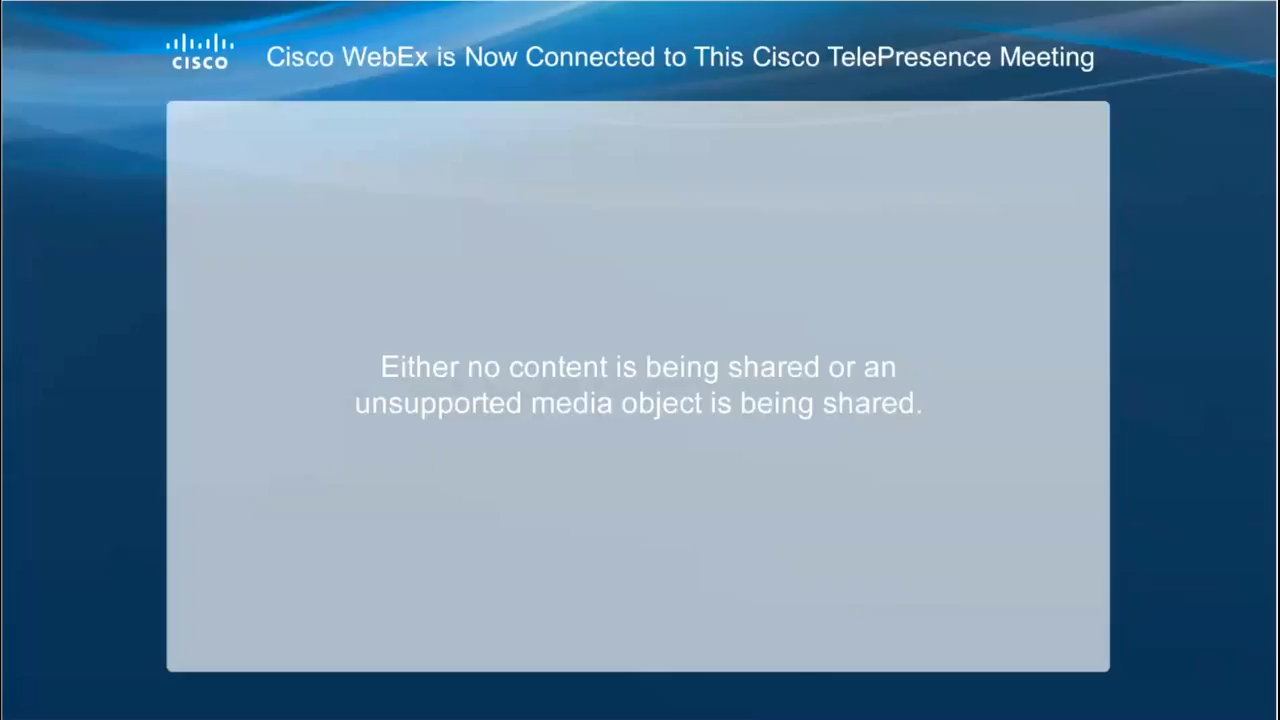 CISCO
Cisco WebEx is Now Connected to This Cisco TelePresence Meeting
Either no content is being shared or an
unsupported media object is being shared.